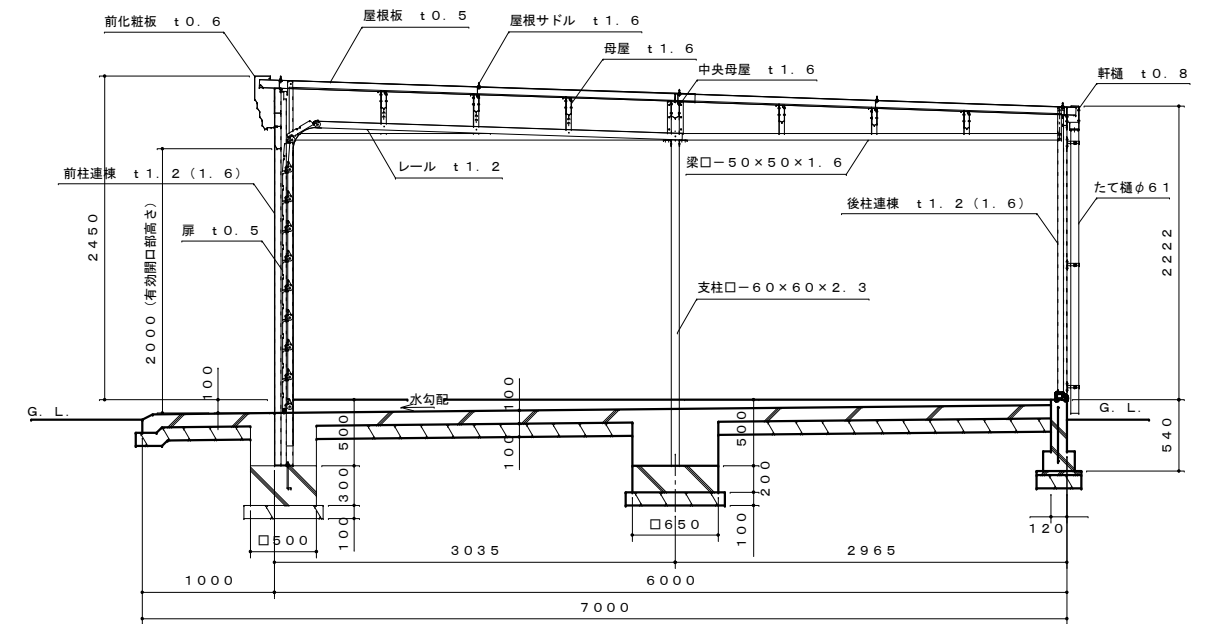 前化粧板　ｔ０．６
屋根板　ｔ０．５
屋根サドル　ｔ１．６
母屋　ｔ１．６
中央母屋　ｔ１．６
軒樋　ｔ０．８
前柱連棟　ｔ１．２（１．６）
レール　ｔ１．２
梁口－５０×５０×１．６
後柱連棟　ｔ１．２（１．６）
たて樋φ６１
扉　ｔ０．５
支柱口－６０×６０×２．３
２４５０
２０００（有効開口部高さ）
２２２２
１００
水勾配
１００
Ｇ．Ｌ．
Ｇ．Ｌ．
５００
１００
５００
５４０
３００
２００
１００
１００
□５００
□６５０
１２０
３０３５
２９６５
１０００
６０００
７０００